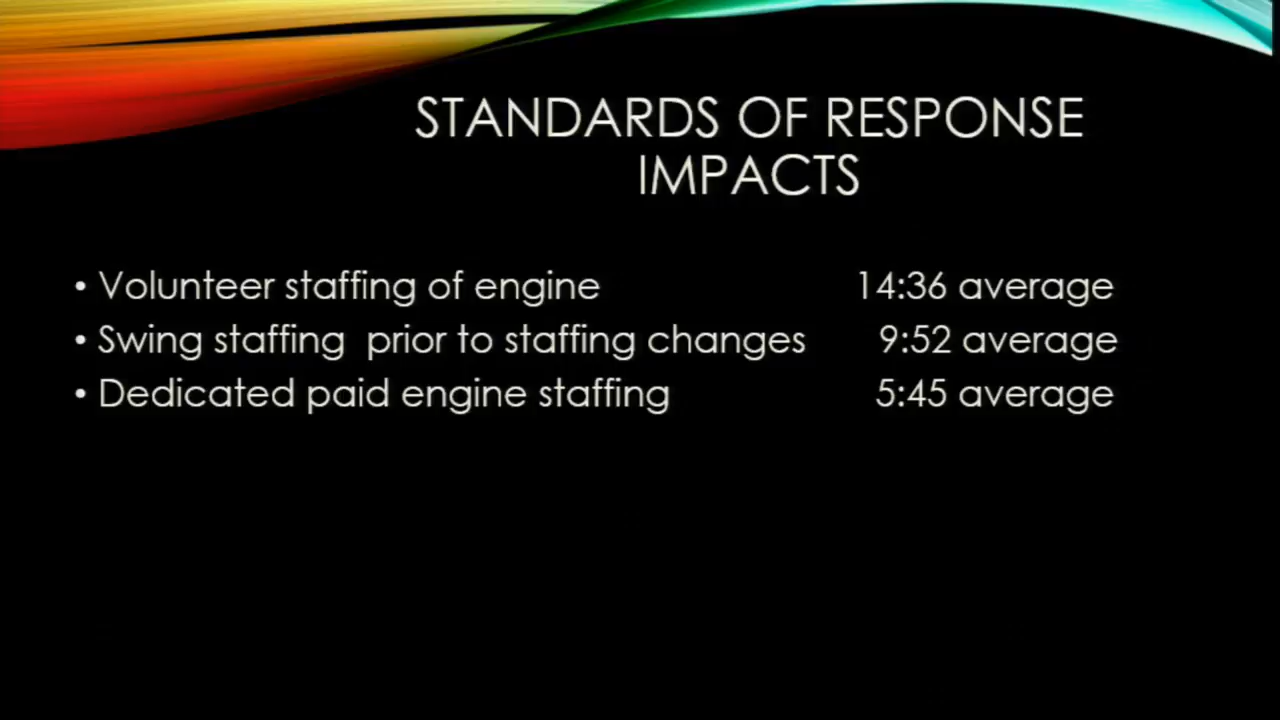 STANDARDS OF RESPONSE
IMPACTS
• Volunteer staffing of engine 14:36 average
• Swing staffing  prior to staffing changes 9:52 average
• Dedicated paid engine staffing 5:45 average